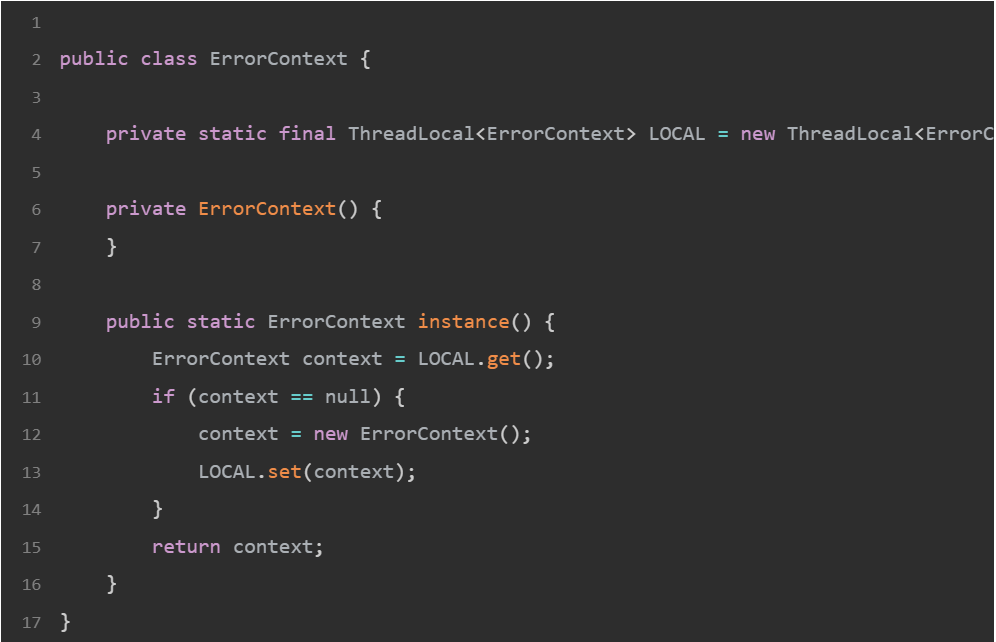 1
2 public class ErrorContext {
3
4     private static final ThreadLocal<ErrorContext> LOCAL = new ThreadLocal<ErrorC
5
6     private ErrorContext() {
7     }
8
9     public static ErrorContext instance() {
10         ErrorContext context = LOCAL.get();
11         if (context == null) {
12             context = new ErrorContext();
13             LOCAL.set(context);
14         }
15         return context;
16     }
17 }